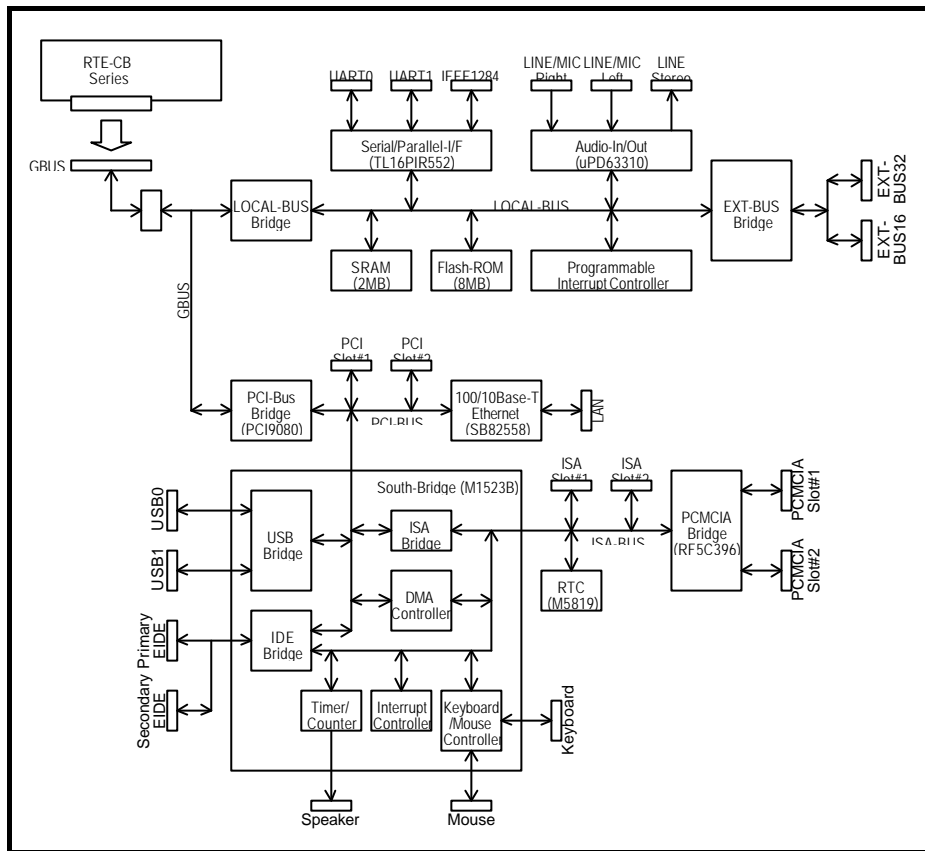 RTE-CB
Series
GBUS
UART0
UART1
IEEE1284
LINE/MIC
Right
LINE/MIC
Left
LINE
Stereo
Serial/Parallel-I/F
(TL16PIR552)
Audio-In/Out
(uPD63310)
LOCAL-BUS
Bridge
LOCAL-BUS
EXT-BUS
Bridge
EXT-
BUS32
EXT-
BUS16
SRAM
(2MB)
Flash-ROM
(8MB)
Programmable
Interrupt Controller
GBUS
PCI
Slot#1
PCI
Slot#2
PCI-Bus
Bridge
(PCI9080)
PCI-BUS
100/10Base-T
Ethernet
(SB82558)
LAN
South-Bridge (M1523B)
ISA
Slot#1
ISA
Slot#2
USB0
USB1
USB
Bridge
ISA
Bridge
ISA-BUS
PCMCIA
Bridge
(RF5C396)
PCMCIA
Slot#1
PCMCIA
Slot#2
DMA
Controller
RTC
(M5819)
Primary
EIDE
Secondary
EIDE
IDE
Bridge
Timer/
Counter
Interrupt
Controller
Keyboard
/Mouse
Controller
Keyboard
Speaker
Mouse